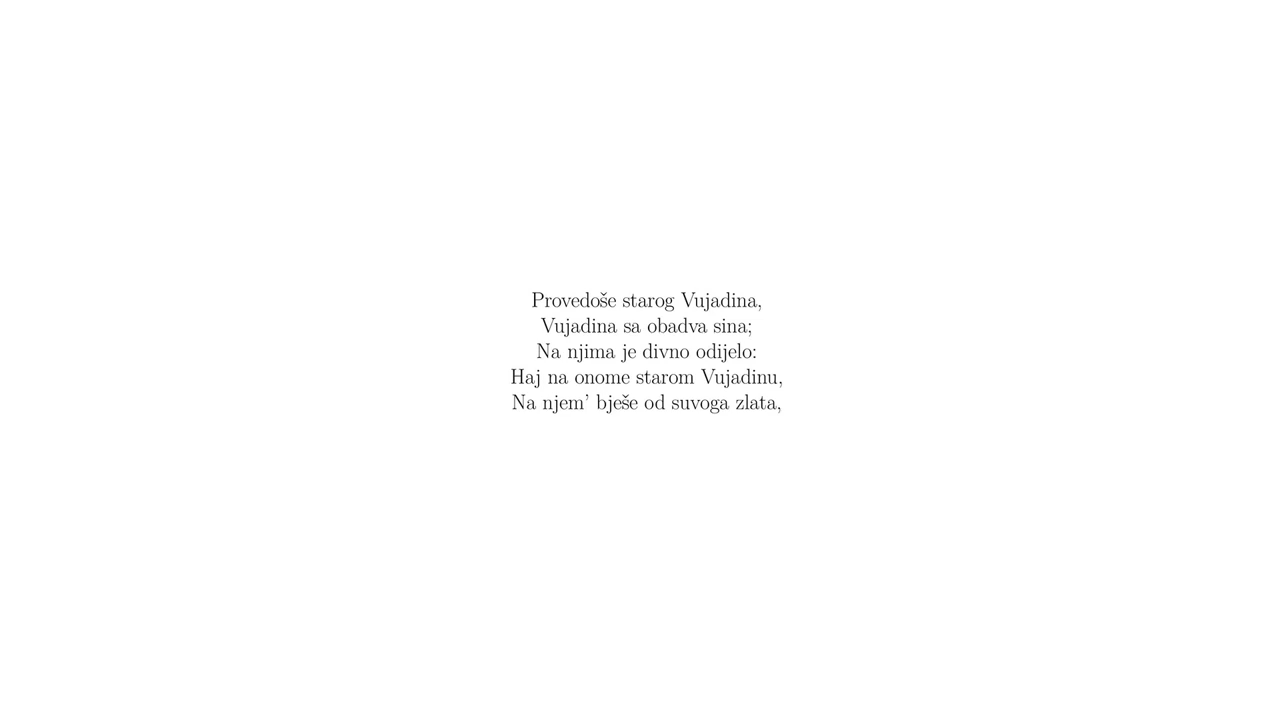 Provedoše starog Vujadina,
Vujadina sa obadva sina;
Na njima je divno odijelo:
Haj na onome starom Vujadinu,
Na njem' bješe od suvoga zlata,